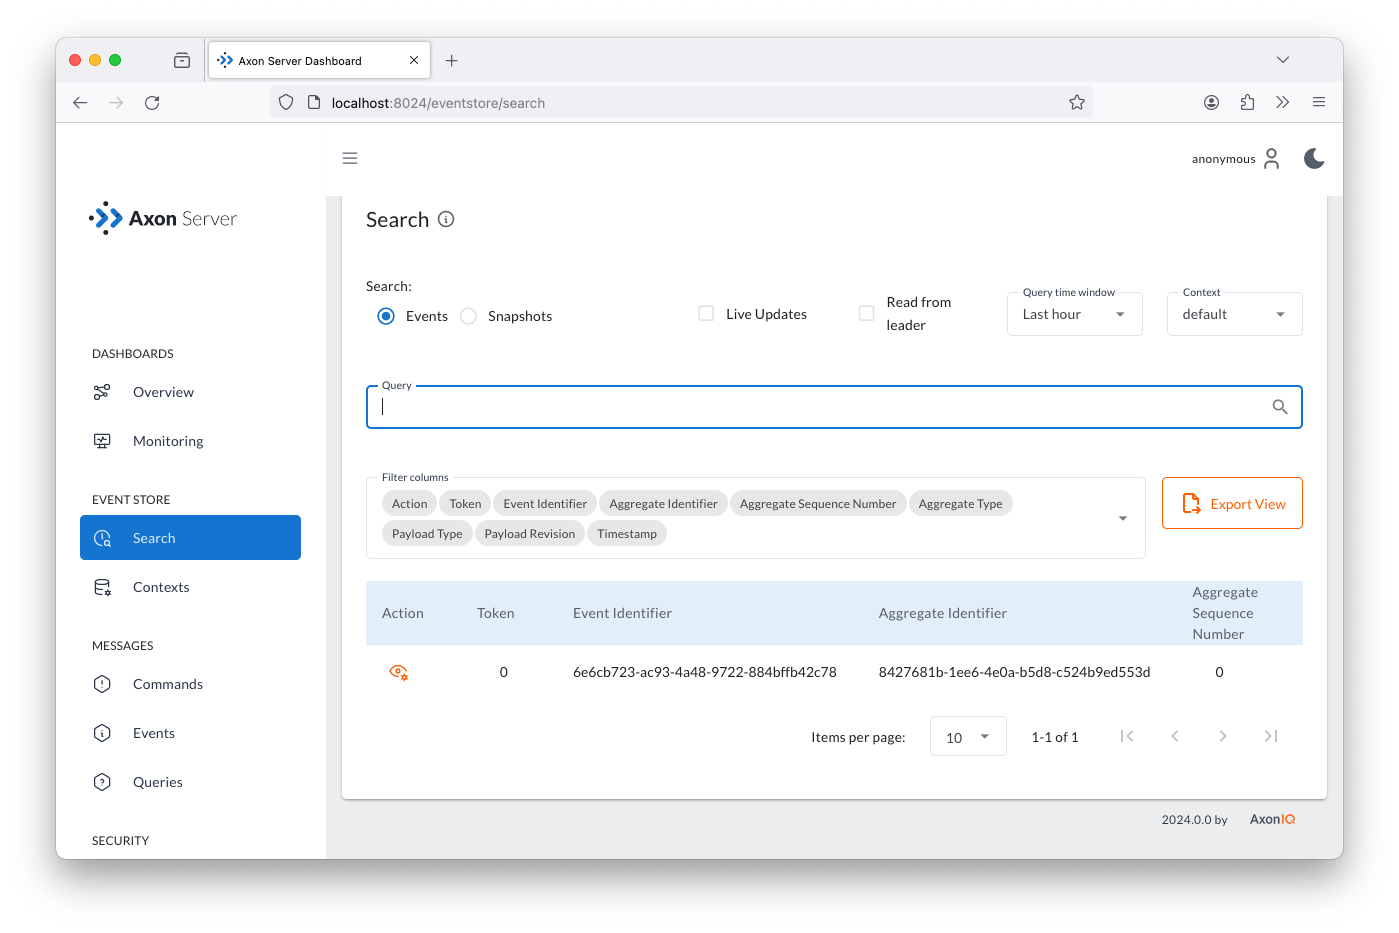 Axon Server Dashboard
localhost:8024/eventstore/search
anonymous
Axon Server
DASHBOARDS
Overview
Monitoring
EVENT STORE
Search
Contexts
MESSAGES
Commands
Events
Queries
SECURITY
Search
Search:
Events
Snapshots
Live Updates
Read from
leader
Query time window
Last hour
Context
default
Query
Filter columns
Action Token Event Identifier Aggregate Identifier Aggregate Sequence Number Aggregate Type
Payload Type Payload Revision Timestamp
Export View
Action Token Event Identifier Aggregate Identifier Aggregate
Sequence
Number
0 6e6cb723-ac93-4a48-9722-884bffb42c78 8427681b-1ee6-4e0a-b5d8-c524b9ed553d 0
Items per page: 10 1-1 of 1
2024.0.0 by AxonIQ